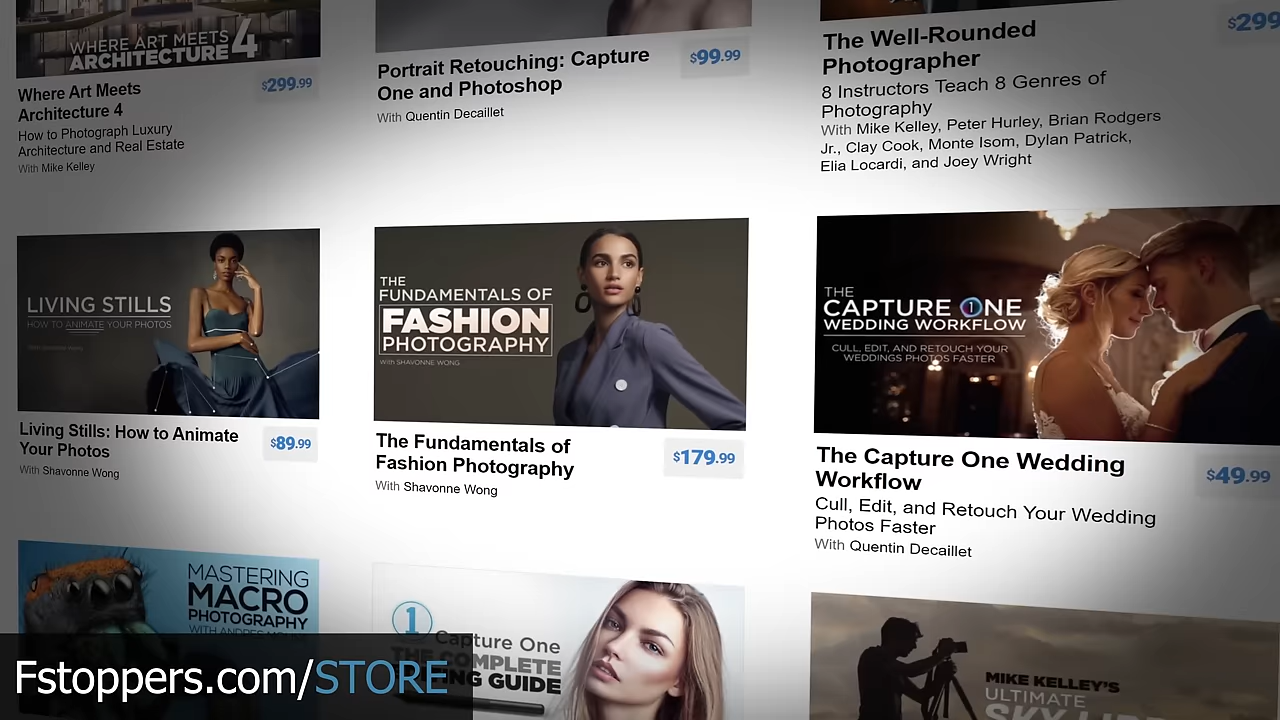 WHERE ART MEETS
ARCHITECTURE 4
Where Art Meets
Architecture 4
$299.99
How to Photograph Luxury
Architecture and Real Estate
With Mike Kelley
Portrait Retouching: Capture
One and Photoshop
$99.99
With Quentin Decaillet
The Well-Rounded
Photographer
$299
8 Instructors Teach 8 Genres of
Photography
With Mike Kelley, Peter Hurley, Brian Rodgers
Jr., Clay Cook, Monte Isom, Dylan Patrick,
Elia Locardi, and Joey Wright
LIVING STILLS
HOW TO ANIMATE YOUR PHOTOS
Living Stills: How to Animate
Your Photos
$89.99
With Shavonne Wong
THE
FUNDAMENTALS OF
FASHION
PHOTOGRAPHY
With SHAVONNE WONG
The Fundamentals of
Fashion Photography
$179.99
With Shavonne Wong
THE
CAPTURE ONE
WEDDING WORKFLOW
CULL, EDIT, AND RETOUCH YOUR
WEDDINGS PHOTOS FASTER
The Capture One Wedding
Workflow
$49.99
Cull, Edit, and Retouch Your Wedding
Photos Faster
With Quentin Decaillet
MASTERING
MACRO
PHOTOGRAPHY
1
Capture One
THE COMPLETE
GUIDE
MIKE KELLEY'S
ULTIMATE
Fstoppers.com/STORE